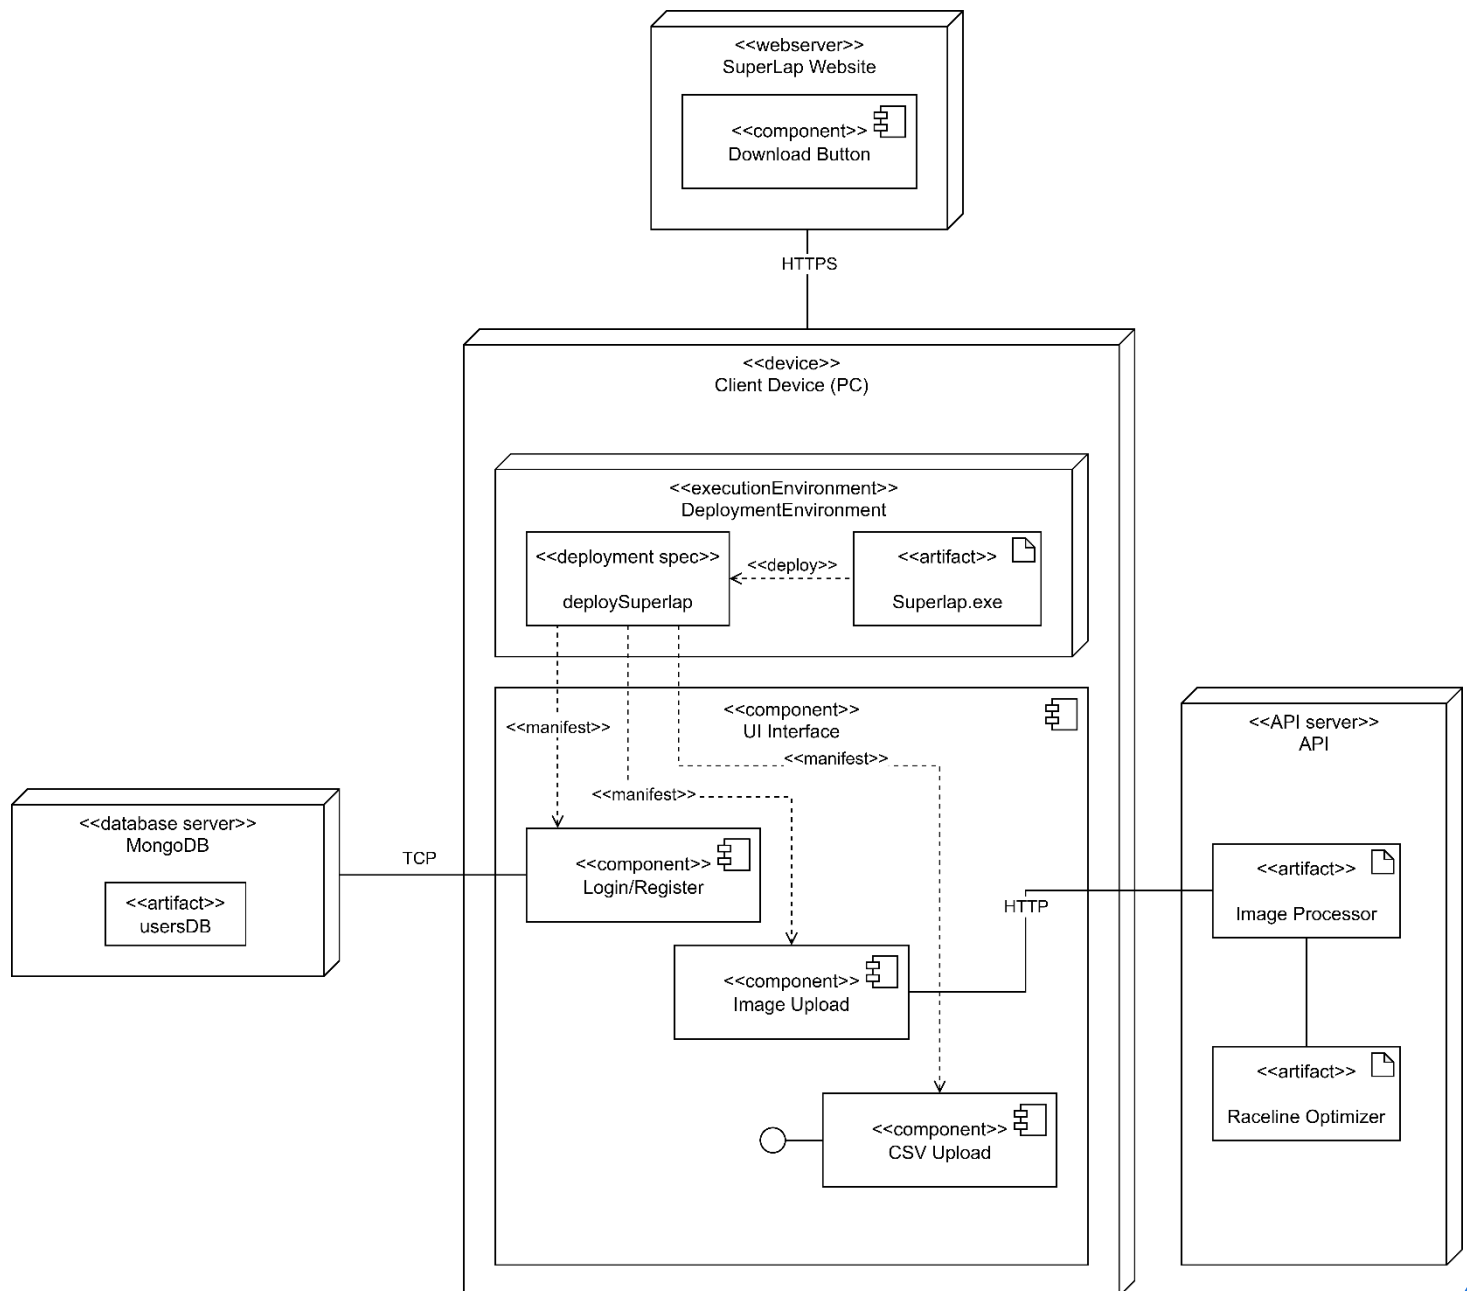 <<webserver>>
SuperLap Website
<<component>>
Download Button
HTTPS
<<device>>
Client Device (PC)
<<executionEnvironment>>
DeploymentEnvironment
<<deployment spec>>
deploySuperlap
<<deploy>>
<<artifact>>
Superlap.exe
<<component>>
UI Interface
<<manifest>>
<<manifest>>
<<manifest>>
<<database server>>
MongoDB
<<artifact>>
usersDB
TCP
<<component>>
Login/Register
<<component>>
Image Upload
HTTP
<<component>>
CSV Upload
<<API server>>
API
<<artifact>>
Image Processor
<<artifact>>
Raceline Optimizer